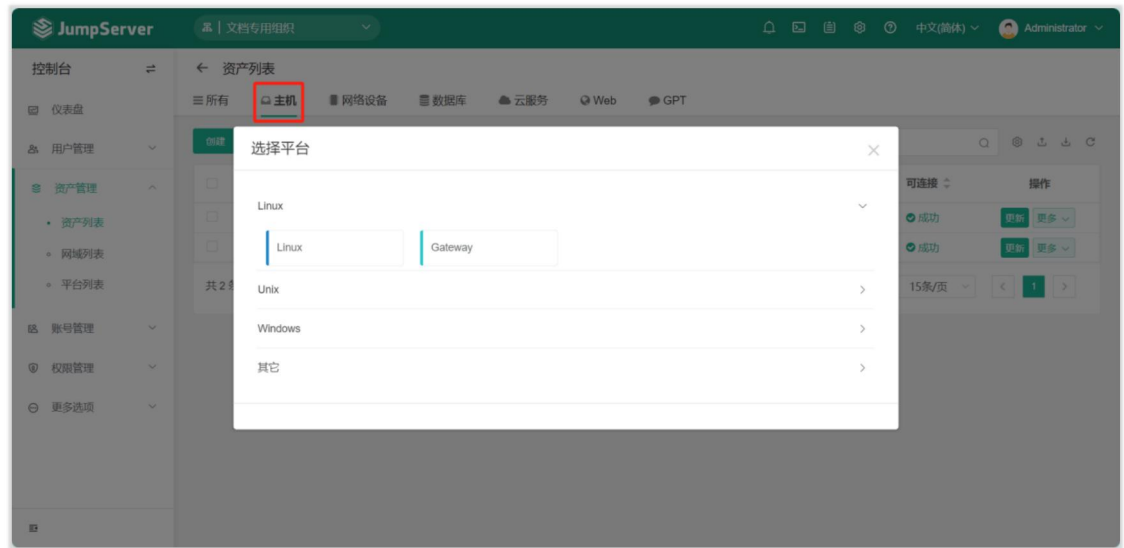 JumpServer 文档专用组织 中文(简体) Administrator
控制台
资产列表
所有 主机 网络设备 数据库 云服务 Web GPT
仪表盘
用户管理
资产管理
资产列表
网域列表
平台列表
账号管理
权限管理
更多选项
创建
选择平台
Linux
Linux Gateway
Unix
Windows
其它
可连接 操作
成功 更新 更多
成功 更新 更多
共 2 条 15条/页 1